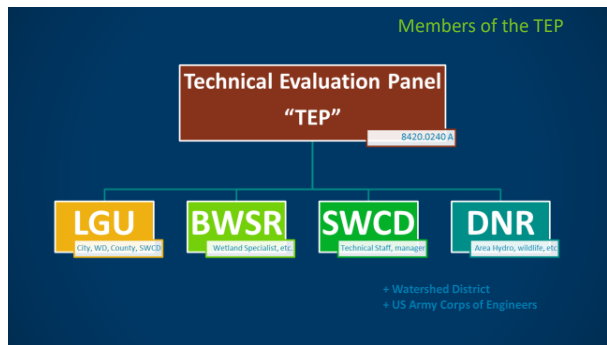 Members of the TEP
Technical Evaluation Panel
“TEP”
8420.0240 A
LGU
City, WD, County, SWCD
BWSR
Wetland Specialist, etc.
SWCD
Technical Staff, manager
DNR
Area Hydro, wildlife, etc
+ Watershed District
+ US Army Corps of Engineers